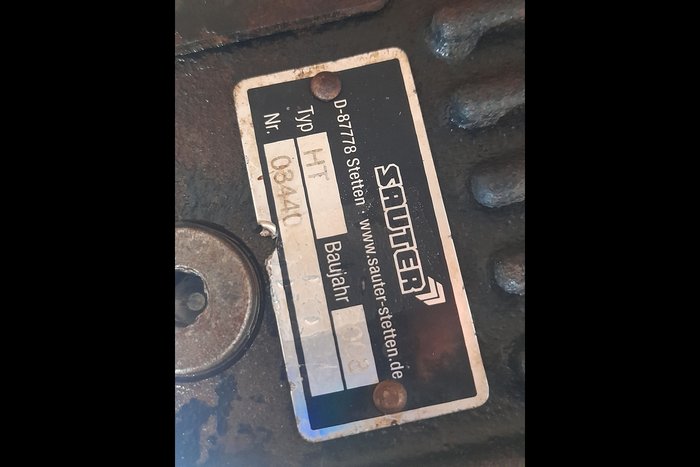 SAUTER
D-87778 Stetten · www.sauter-stetten.de
Typ HT Baujahr
Nr. 08440